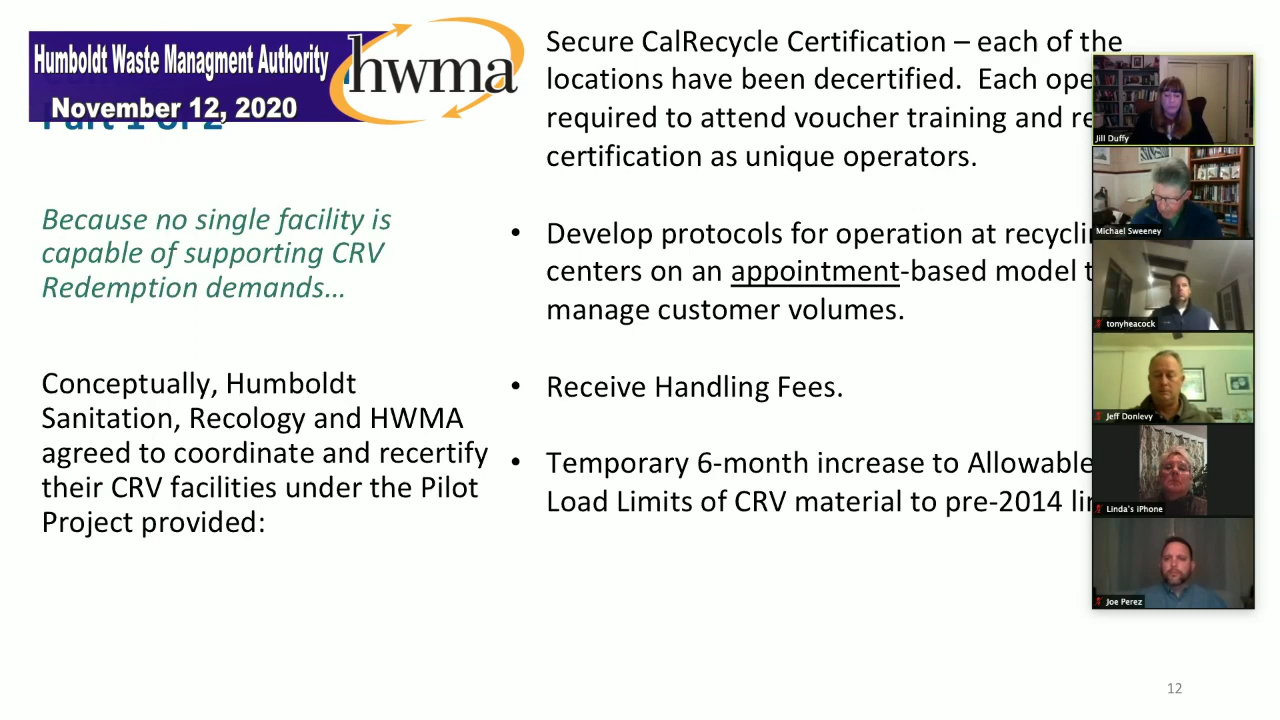 Humboldt Waste Managment Authority
November 12, 2020
hwma
Part 1 of 2
Because no single facility is
capable of supporting CRV
Redemption demands…
Conceptually, Humboldt
Sanitation, Recology and HWMA
agreed to coordinate and recertify
their CRV facilities under the Pilot
Project provided:
Secure CalRecycle Certification – each of the
locations have been decertified. Each ope
required to attend voucher training and re
certification as unique operators.
• Develop protocols for operation at recyclin
centers on an appointment-based model t
manage customer volumes.
• Receive Handling Fees.
• Temporary 6-month increase to Allowable
Load Limits of CRV material to pre-2014 li
Jill Duffy
Michael Sweeney
tonyheacock
Jeff Donlevy
Linda's iPhone
Joe Perez
12